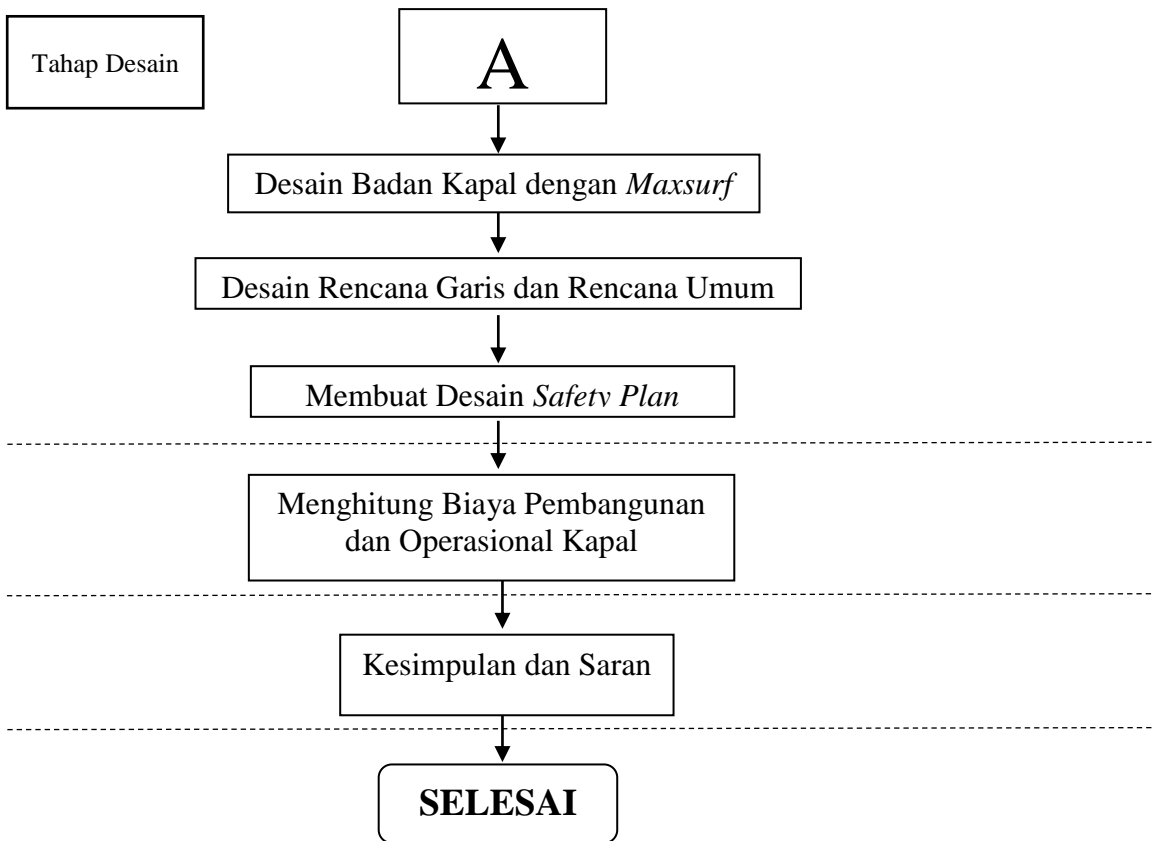 Tahap Desain
A
Desain Badan Kapal dengan Maxsurf
Desain Rencana Garis dan Rencana Umum
Membuat Desain Safety Plan
Menghitung Biaya Pembangunan
dan Operasional Kapal
Kesimpulan dan Saran
SELESAI